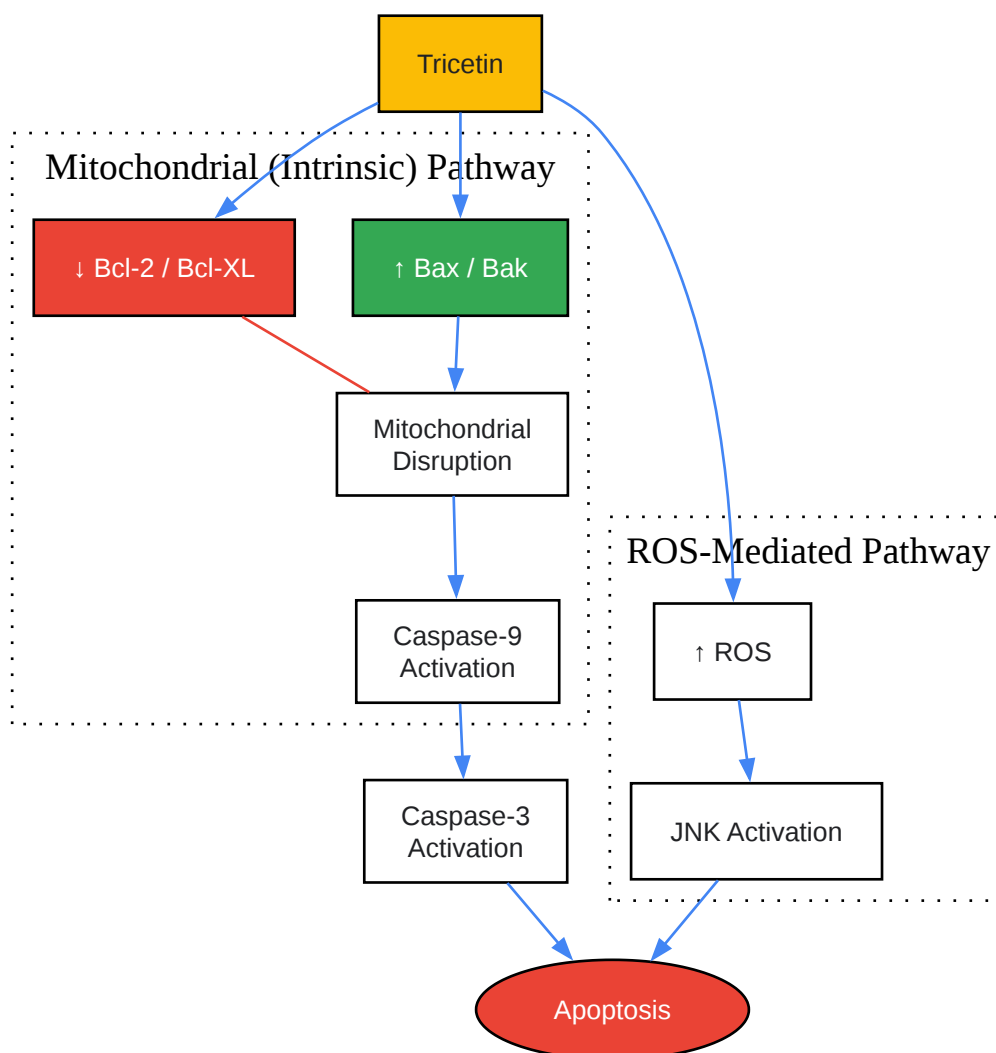 Tricetin
Mitochondrial (Intrinsic) Pathway
↓ Bcl-2 / Bcl-XL
↑ Bax / Bak
Mitochondrial
Disruption
ROS-Mediated Pathway
Caspase-9
Activation
↑ ROS
Caspase-3
Activation
JNK Activation
Apoptosis